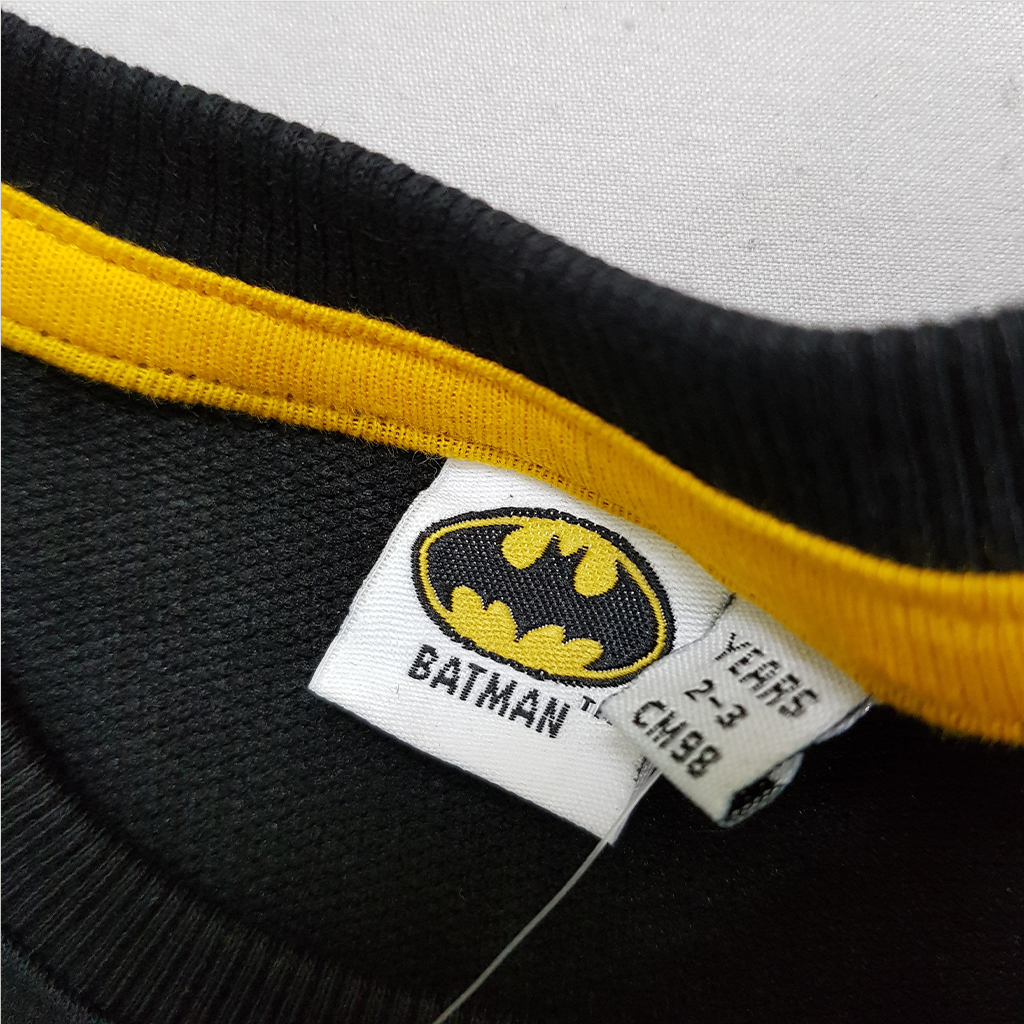 BATMAN
YEARS
2-3
CM98